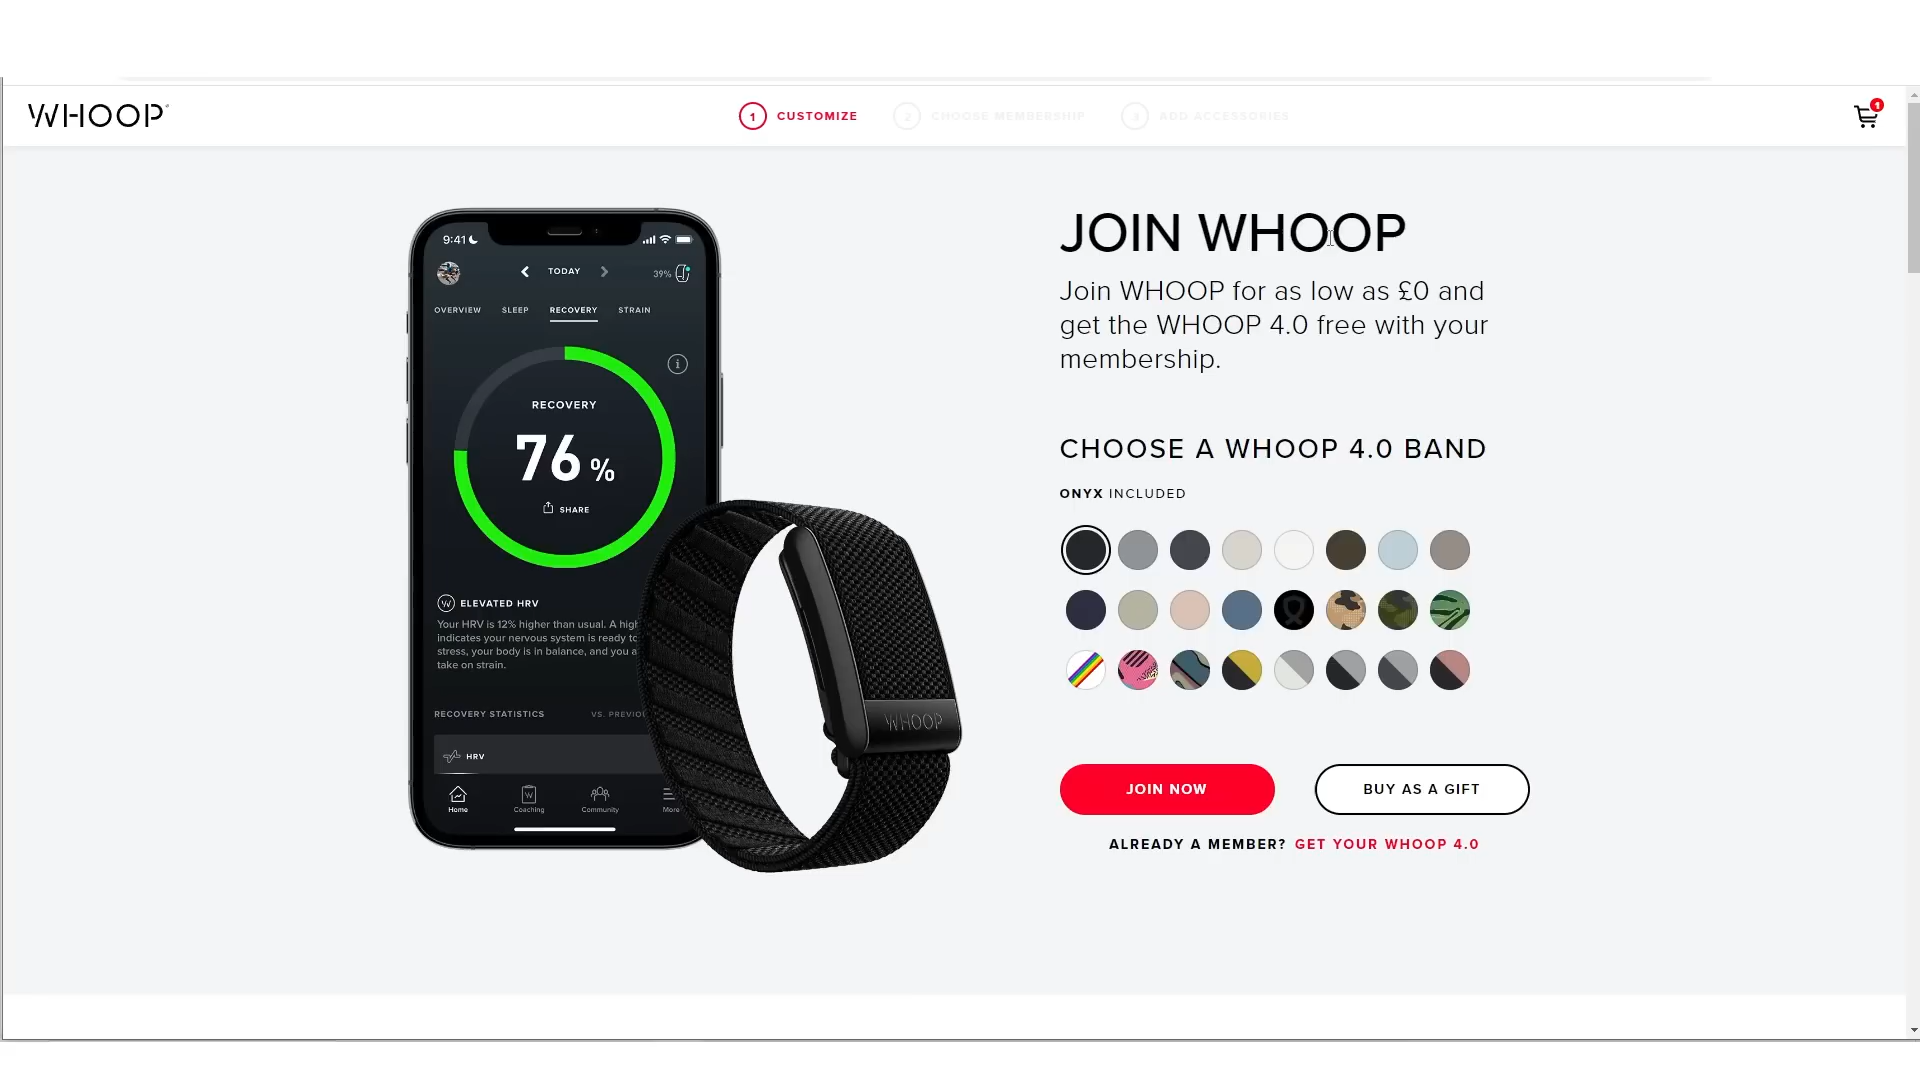 WHOOP
1 CUSTOMIZE
2 CHOOSE MEMBERSHIP
3 ADD ACCESSORIES
1
9:41
TODAY
39%
OVERVIEW SLEEP RECOVERY STRAIN
i
RECOVERY
76 %
SHARE
W ELEVATED HRV
Your HRV is 12% higher than usual. A high
indicates your nervous system is ready to
stress, your body is in balance, and you a
take on strain.
RECOVERY STATISTICS VS. PREVIOU
HRV
Home Coaching Community More
WHOOP
JOIN WHOOP
Join WHOOP for as low as £0 and
get the WHOOP 4.0 free with your
membership.
CHOOSE A WHOOP 4.0 BAND
ONYX INCLUDED
JOIN NOW
BUY AS A GIFT
ALREADY A MEMBER? GET YOUR WHOOP 4.0